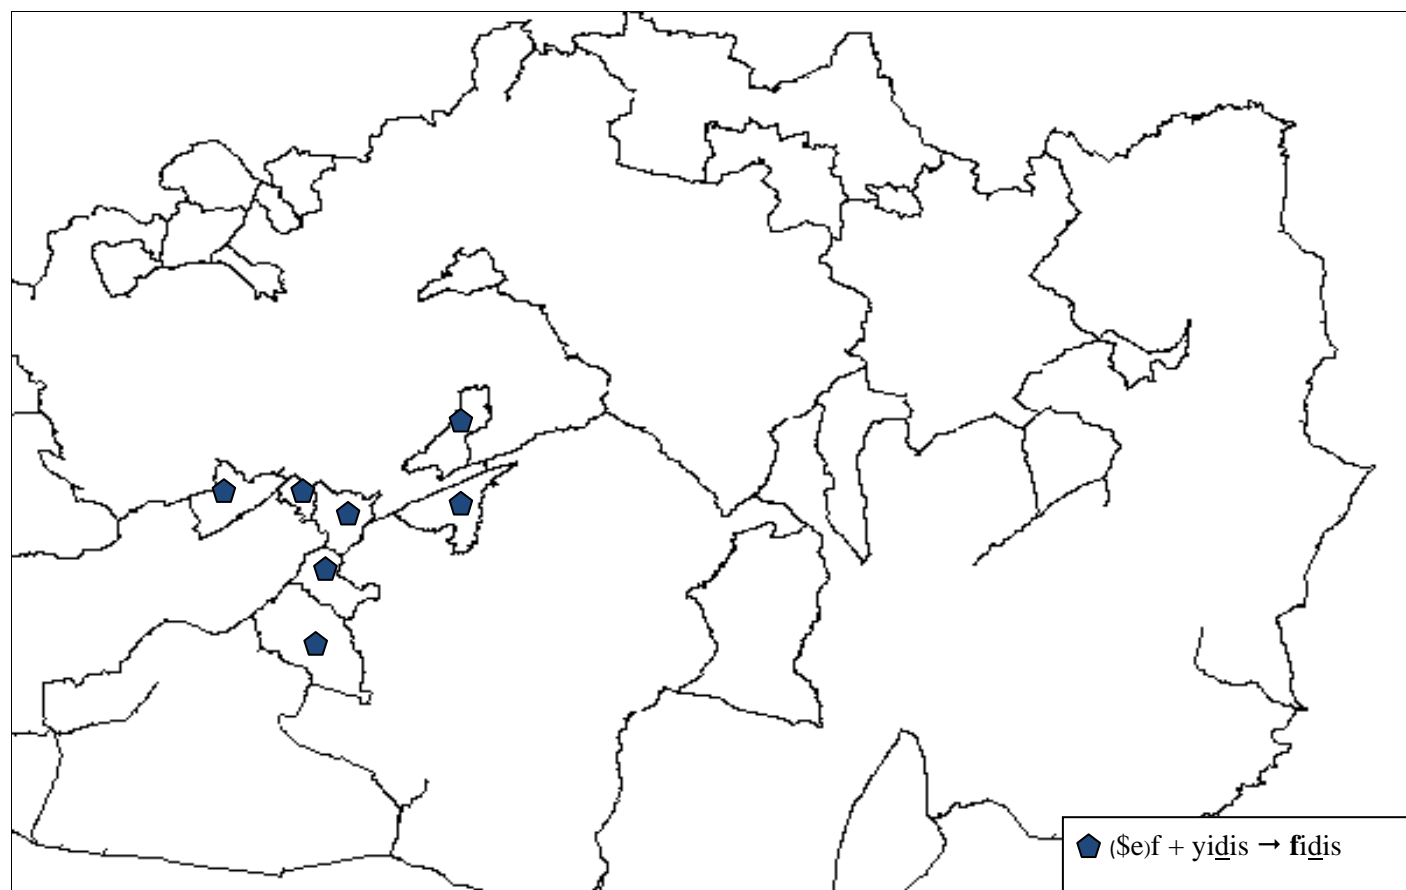 ($e)f + yidis → fidis